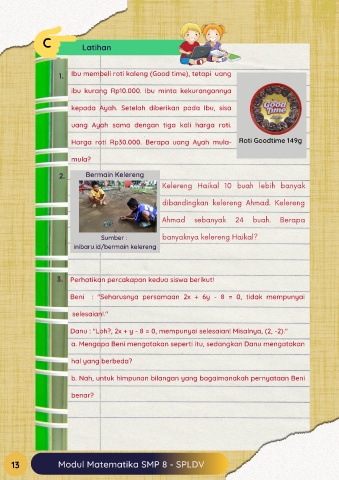 C
Latihan
1.
Ibu membeli roti kaleng (Good time), tetapi uang
ibu kurang Rp10.000. Ibu minta kekurangannya
kepada Ayah. Setelah diberikan pada Ibu, sisa
uang Ayah sama dengan tiga kali harga roti.
Harga roti Rp30.000. Berapa uang Ayah mula-
mula?
Good
Time
Roti Goodtime 149g
2.
Bermain Kelereng
Sumber :
inibaru.id/bermain kelereng
Kelereng Haikal 10 buah lebih banyak
dibandingkan kelereng Ahmad. Kelereng
Ahmad sebanyak 24 buah. Berapa
banyaknya kelereng Haikal?
3.
Perhatikan percakapan kedua siswa berikut!
Beni : "Seharusnya persamaan 2x + 6y - 8 = 0, tidak mempunyai
selesaian!."
Danu : "Loh?, 2x + y - 8 = 0, mempunyai selesaian! Misalnya, (2, -2)."
a. Mengapa Beni mengatakan seperti itu, sedangkan Danu mengatakan
hal yang berbeda?
b. Nah, untuk himpunan bilangan yang bagaimanakah pernyataan Beni
benar?
13
Modul Matematika SMP 8 - SPLDV